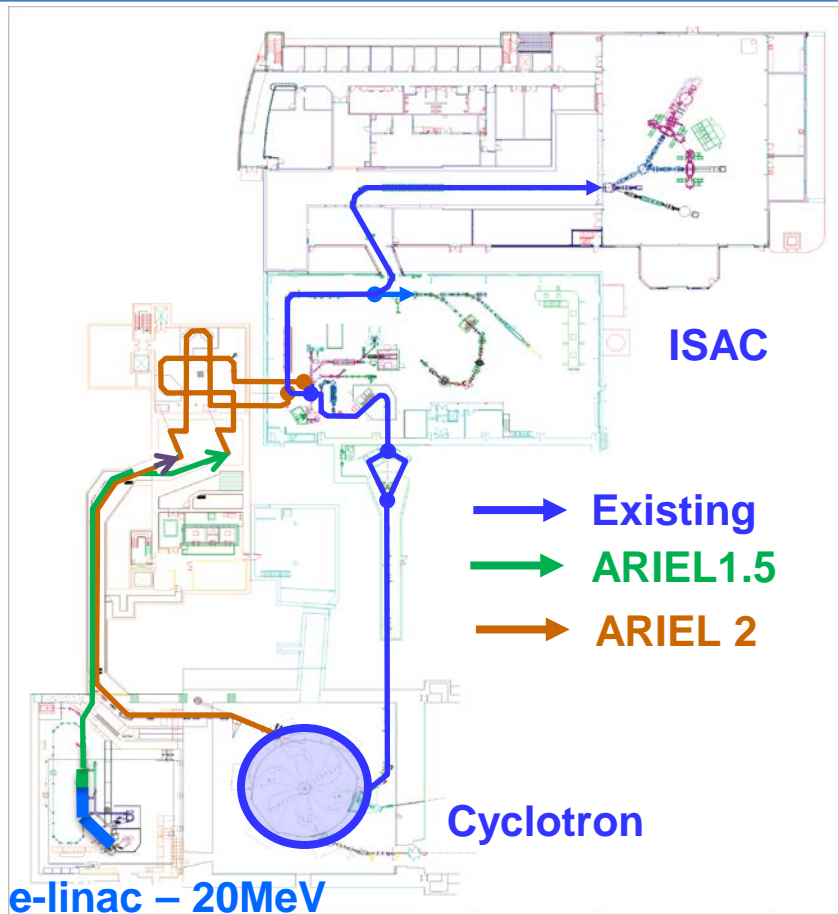 ISAC
Existing
ARIEL1.5
ARIEL 2
Cyclotron
e-linac – 20MeV